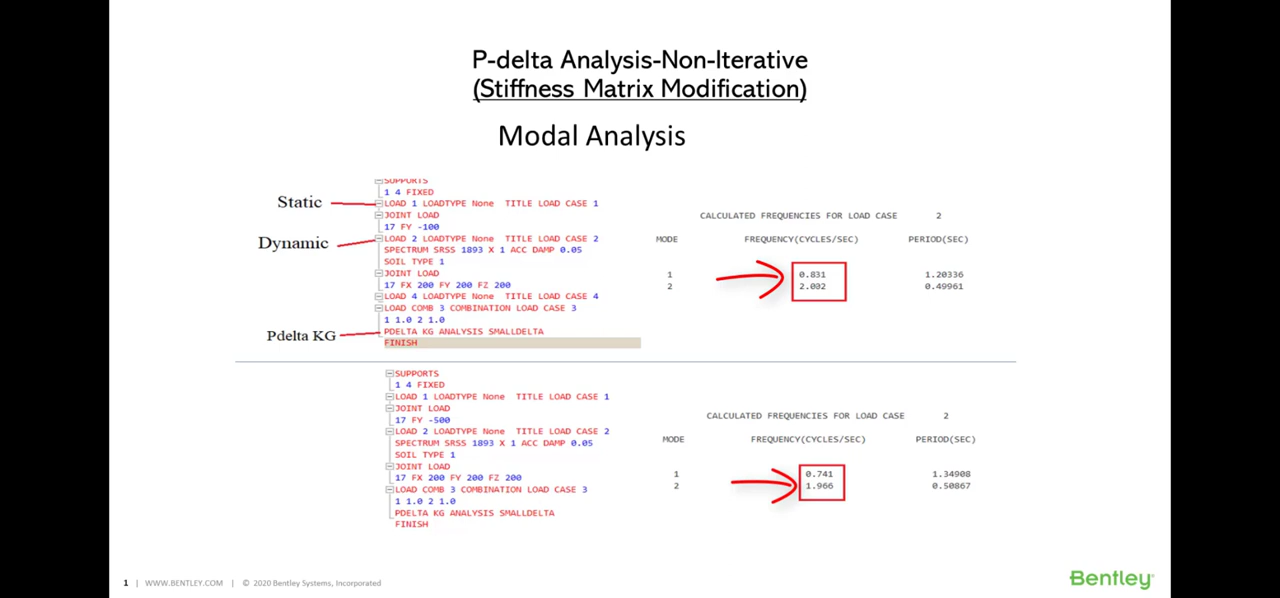 P-delta Analysis-Non-Iterative
(Stiffness Matrix Modification)
Modal Analysis
Static
Dynamic
Pdelta KG
SUPPORTS
1 4 FIXED
LOAD 1 LOADTYPE None TITLE LOAD CASE 1
JOINT LOAD
17 FY -100
LOAD 2 LOADTYPE None TITLE LOAD CASE 2
SPECTRUM SRSS 1893 X 1 ACC DAMP 0.05
SOIL TYPE 1
JOINT LOAD
17 FX 200 FY 200 FZ 200
LOAD 4 LOADTYPE None TITLE LOAD CASE 4
LOAD COMB 3 COMBINATION LOAD CASE 3
1 1.0 2 1.0
PDELTA KG ANALYSIS SMALLDELTA
FINISH
CALCULATED FREQUENCIES FOR LOAD CASE 2
MODE FREQUENCY(CYCLES/SEC) PERIOD(SEC)
1 0.831 1.20336
2 2.002 0.49961
SUPPORTS
1 4 FIXED
LOAD 1 LOADTYPE None TITLE LOAD CASE 1
JOINT LOAD
17 FY -500
LOAD 2 LOADTYPE None TITLE LOAD CASE 2
SPECTRUM SRSS 1893 X 1 ACC DAMP 0.05
SOIL TYPE 1
JOINT LOAD
17 FX 200 FY 200 FZ 200
LOAD COMB 3 COMBINATION LOAD CASE 3
1 1.0 2 1.0
PDELTA KG ANALYSIS SMALLDELTA
FINISH
CALCULATED FREQUENCIES FOR LOAD CASE 2
MODE FREQUENCY(CYCLES/SEC) PERIOD(SEC)
1 0.741 1.34908
2 1.966 0.50867
1 | WWW.BENTLEY.COM | © 2020 Bentley Systems, Incorporated
Bentley